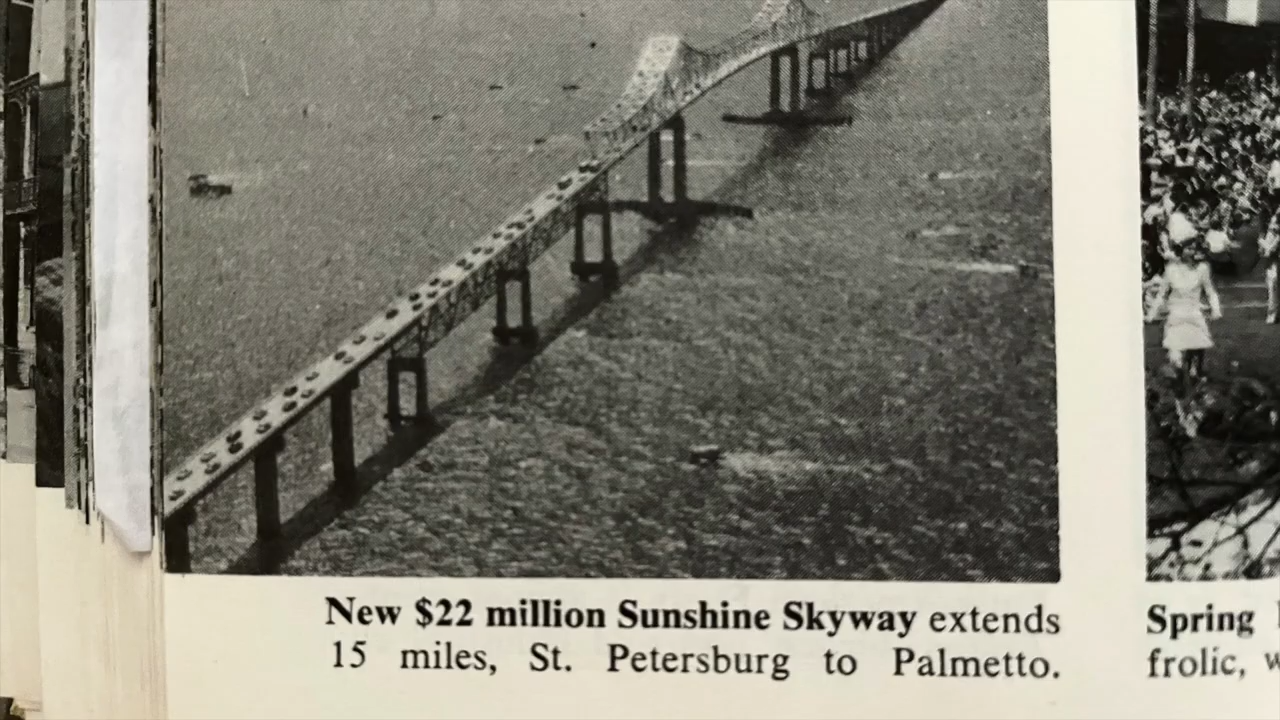 New $22 million Sunshine Skyway extends
15 miles, St. Petersburg to Palmetto.
Spring
frolic,